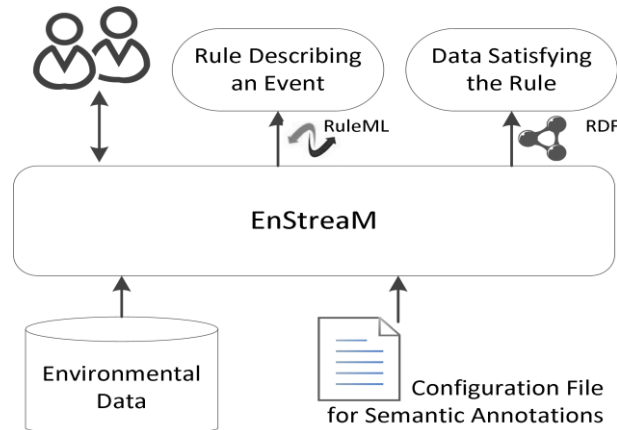 Rule Describing
an Event
Data Satisfying
the Rule
RuleML
RDF
EnStreaM
Environmental
Data
Configuration File
for Semantic Annotations